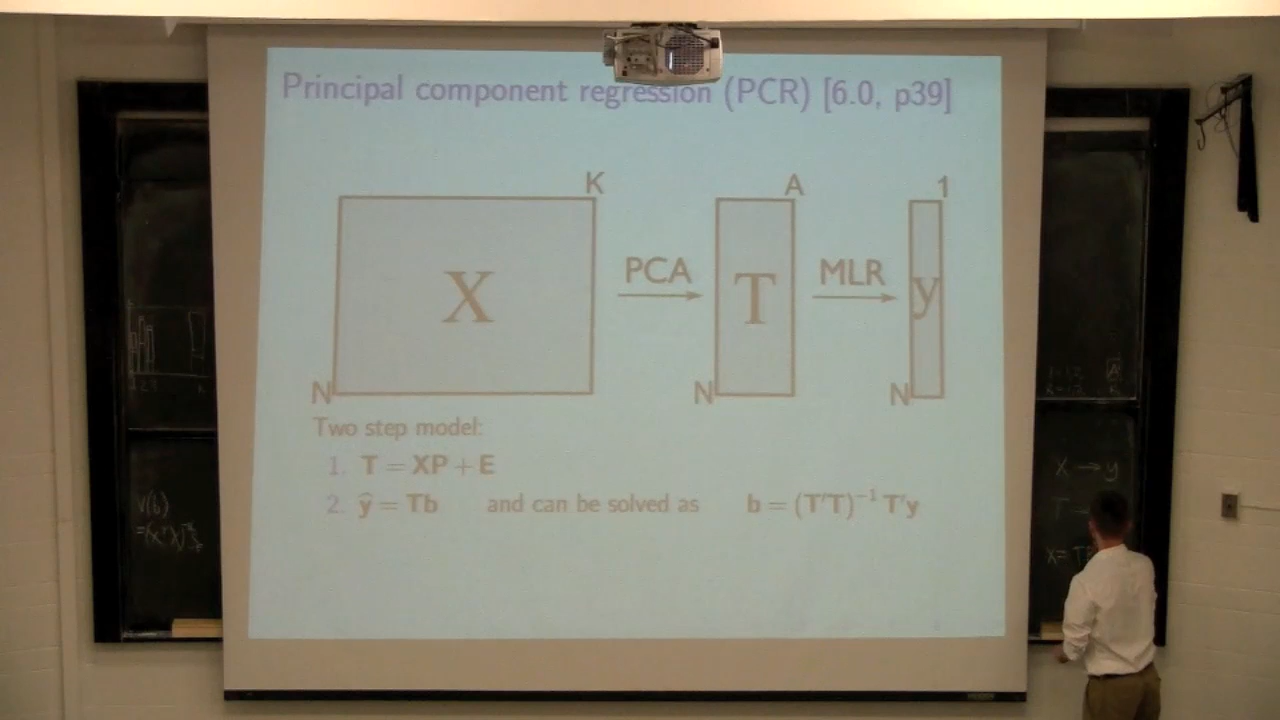 Principal component regression (PCR) [6.0, p39]
K
A
1
X
PCA
T
MLR
y
N
N
N
Two step model:
1. T = XP + E
2. ŷ = Tb and can be solved as b = (T′T)⁻¹ T′y
V(b)
X → y
T
X =